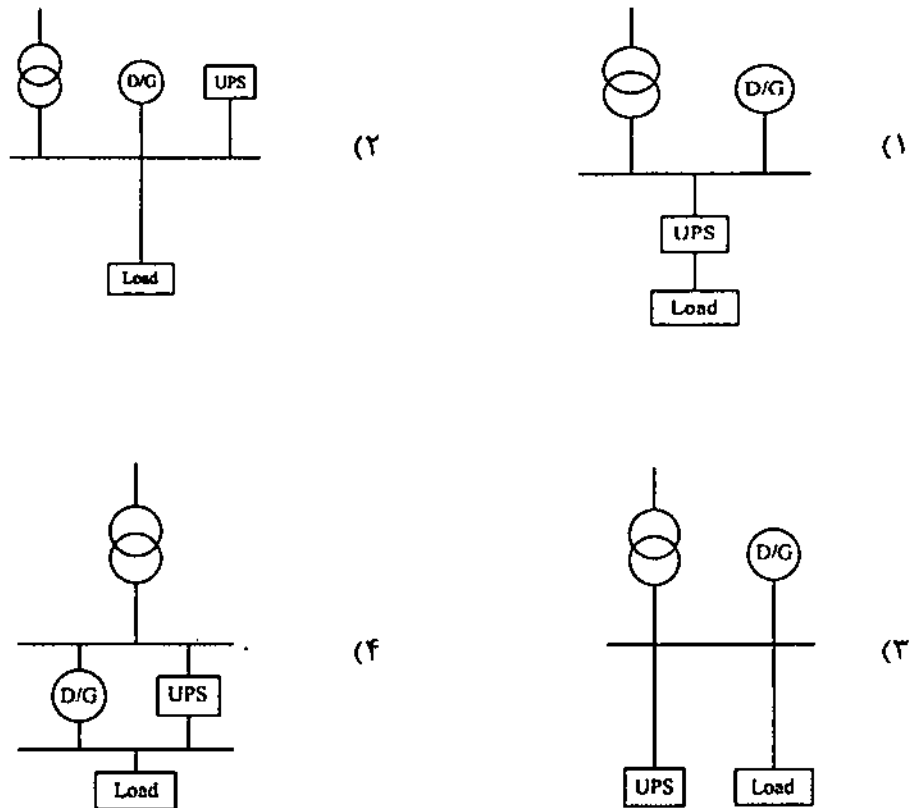 ۱)
D/G
UPS
Load
۲)
D/G
UPS
Load
۳)
D/G
UPS
Load
۴)
D/G
UPS
Load